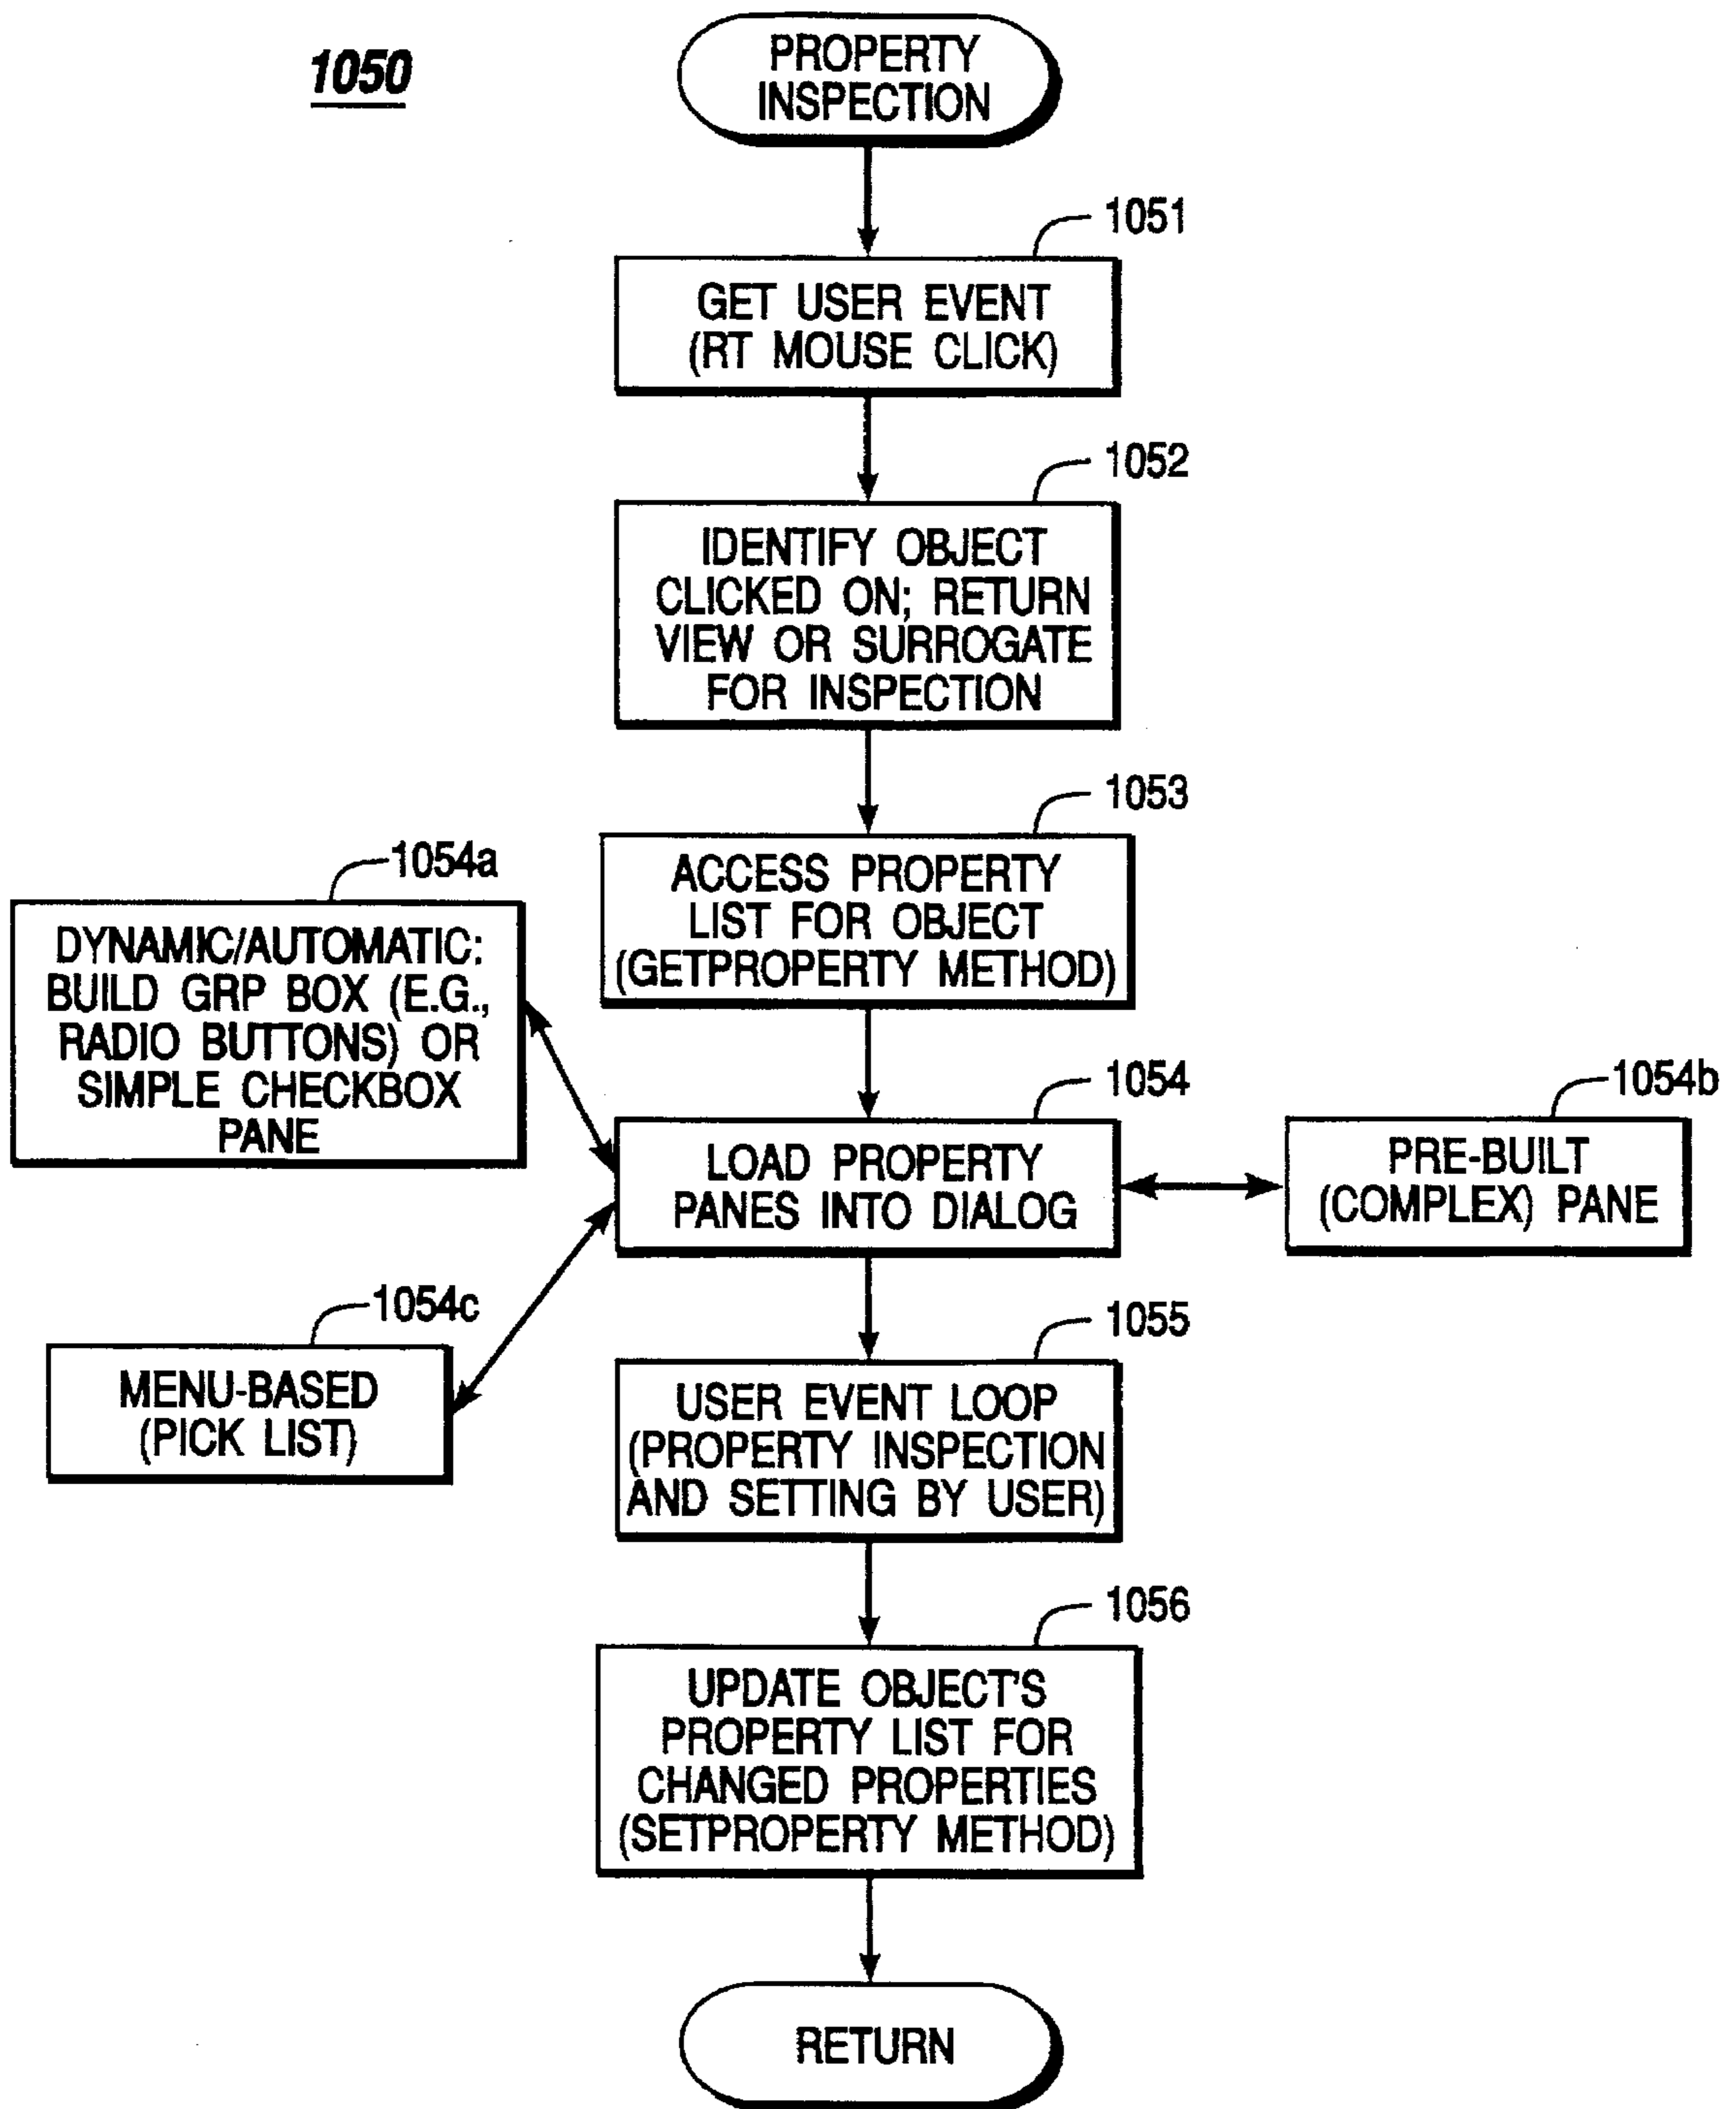 1050
PROPERTY
INSPECTION
1051
GET USER EVENT
(RT MOUSE CLICK)
1052
IDENTIFY OBJECT
CLICKED ON; RETURN
VIEW OR SURROGATE
FOR INSPECTION
1053
ACCESS PROPERTY
LIST FOR OBJECT
(GETPROPERTY METHOD)
1054a
DYNAMIC/AUTOMATIC:
BUILD GRP BOX (E.G.,
RADIO BUTTONS) OR
SIMPLE CHECKBOX
PANE
1054
LOAD PROPERTY
PANES INTO DIALOG
1054b
PRE-BUILT
(COMPLEX) PANE
1054c
MENU-BASED
(PICK LIST)
1055
USER EVENT LOOP
(PROPERTY INSPECTION
AND SETTING BY USER)
1056
UPDATE OBJECT'S
PROPERTY LIST FOR
CHANGED PROPERTIES
(SETPROPERTY METHOD)
RETURN